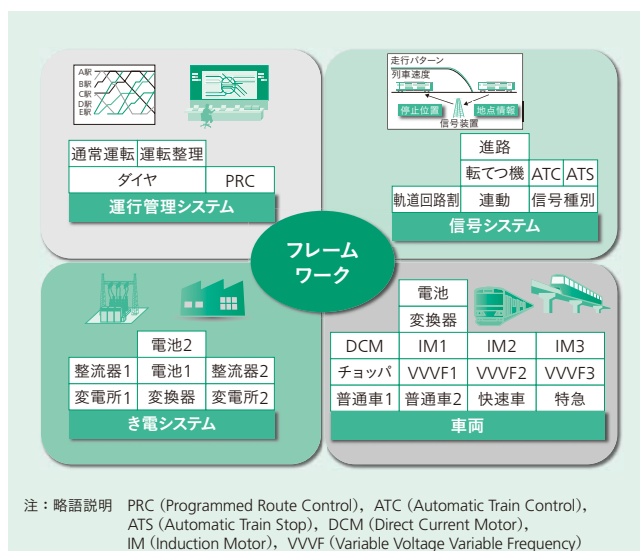 A駅
B駅
C駅
D駅
E駅
通常運転 運転整理
ダイヤ PRC
運行管理システム
走行パターン
列車速度
停止位置 地点情報
信号装置
進路
転てつ機 ATC ATS
軌道回路割 連動 信号種別
信号システム
フレーム
ワーク
電池2
整流器1 電池1 整流器2
変電所1 変換器 変電所2
き電システム
電池
変換器
DCM IM1 IM2 IM3
チョッパ VVVF1 VVVF2 VVVF3
普通車1 普通車2 快速車 特急
車両
注：略語説明 PRC（Programmed Route Control），ATC（Automatic Train Control），
ATS（Automatic Train Stop），DCM（Direct Current Motor），
IM（Induction Motor），VVVF（Variable Voltage Variable Frequency）